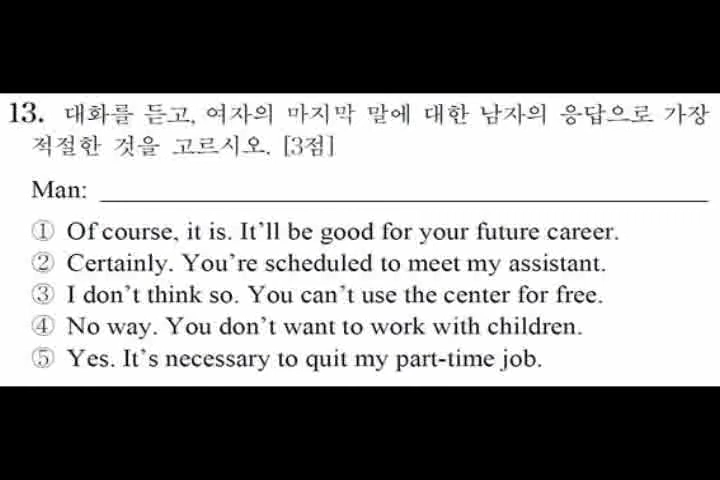 13. 대화를 듣고, 여자의 마지막 말에 대한 남자의 응답으로 가장
적절한 것을 고르시오. [3점]
Man:
① Of course, it is. It’ll be good for your future career.
② Certainly. You’re scheduled to meet my assistant.
③ I don’t think so. You can’t use the center for free.
④ No way. You don’t want to work with children.
⑤ Yes. It’s necessary to quit my part-time job.